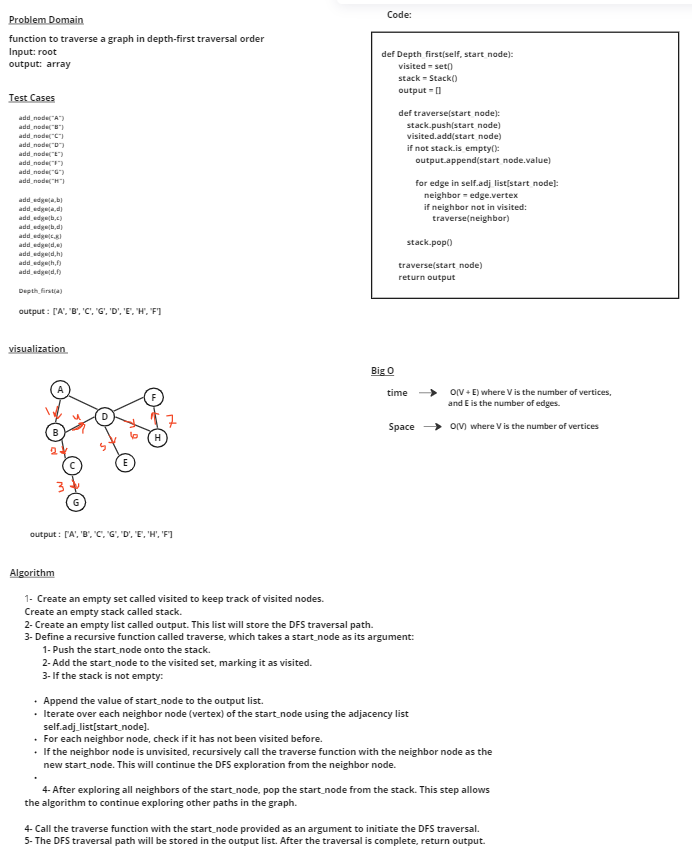 Problem Domain
function to traverse a graph in depth-first traversal order
Input: root
output: array
Test Cases
add_node("A")
add_node("B")
add_node("C")
add_node("D")
add_node("E")
add_node("F")
add_node("G")
add_node("H")
add_edge(a,b)
add_edge(a,d)
add_edge(b,c)
add_edge(b,d)
add_edge(c,g)
add_edge(d,e)
add_edge(d,h)
add_edge(h,f)
add_edge(d,f)
Depth_first(a)
output : ['A', 'B', 'C', 'G', 'D', 'E', 'H', 'F']
Code:
def Depth_first(self, start_node):
visited = set()
stack = Stack()
output = []
def traverse(start_node):
stack.push(start_node)
visited.add(start_node)
if not stack.is_empty():
output.append(start_node.value)
for edge in self.adj_list[start_node]:
neighbor = edge.vertex
if neighbor not in visited:
traverse(neighbor)
stack.pop()
traverse(start_node)
return output
visualization
A
F
1
4
D
7
B
6
H
2
5
C
E
3
G
output : ['A', 'B', 'C', 'G', 'D', 'E', 'H', 'F']
Big O
time O(V + E) where V is the number of vertices,
and E is the number of edges.
Space O(V) where V is the number of vertices
Algorithm
1- Create an empty set called visited to keep track of visited nodes.
Create an empty stack called stack.
2- Create an empty list called output. This list will store the DFS traversal path.
3- Define a recursive function called traverse, which takes a start_node as its argument:
1- Push the start_node onto the stack.
2- Add the start_node to the visited set, marking it as visited.
3- If the stack is not empty:
• Append the value of start_node to the output list.
• Iterate over each neighbor node (vertex) of the start_node using the adjacency list
self.adj_list[start_node].
• For each neighbor node, check if it has not been visited before.
• If the neighbor node is unvisited, recursively call the traverse function with the neighbor node as the
new start_node. This will continue the DFS exploration from the neighbor node.
•
4- After exploring all neighbors of the start_node, pop the start_node from the stack. This step allows
the algorithm to continue exploring other paths in the graph.
4- Call the traverse function with the start_node provided as an argument to initiate the DFS traversal.
5- The DFS traversal path will be stored in the output list. After the traversal is complete, return output.